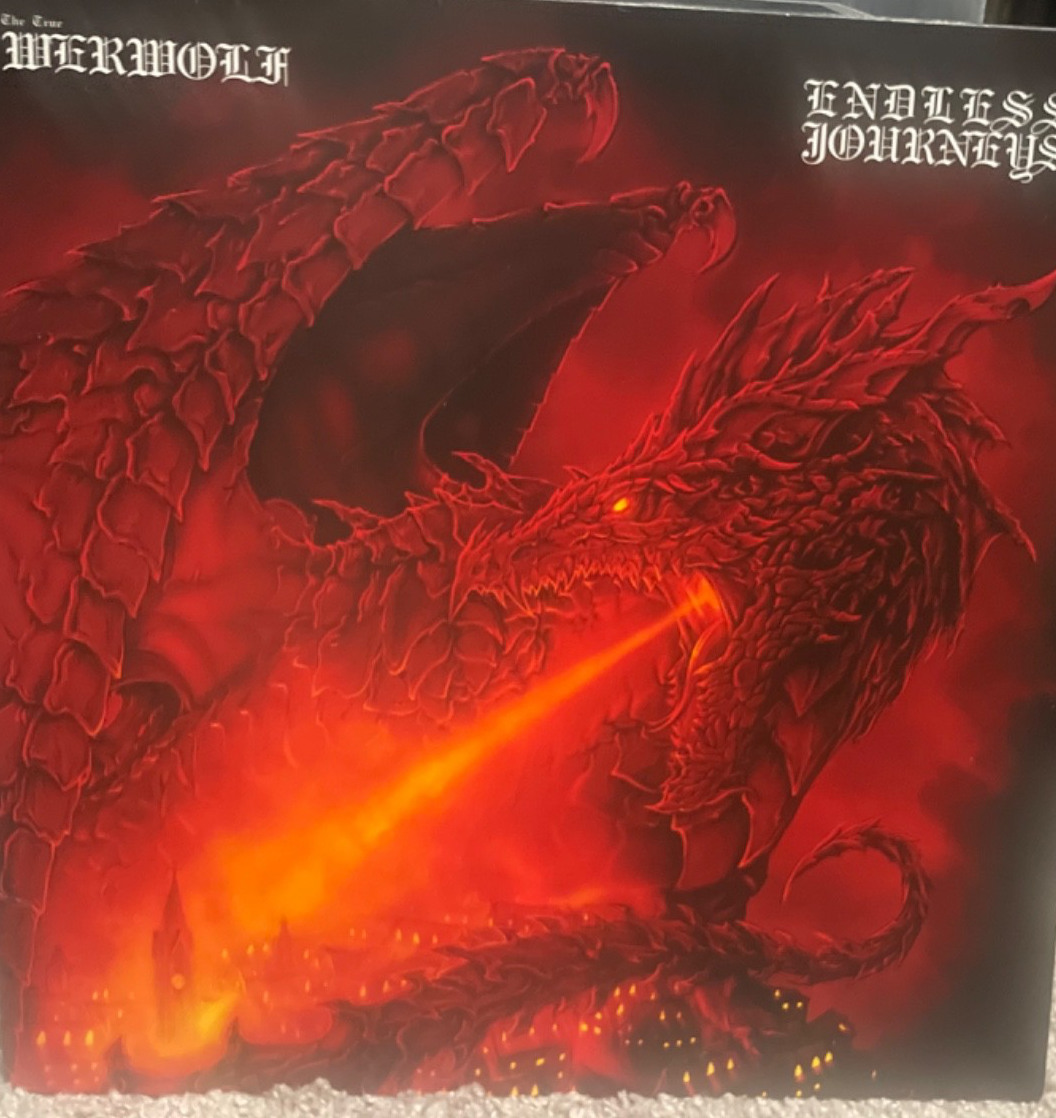 The True
WERWOLF
ENDLESS
JOURNEYS